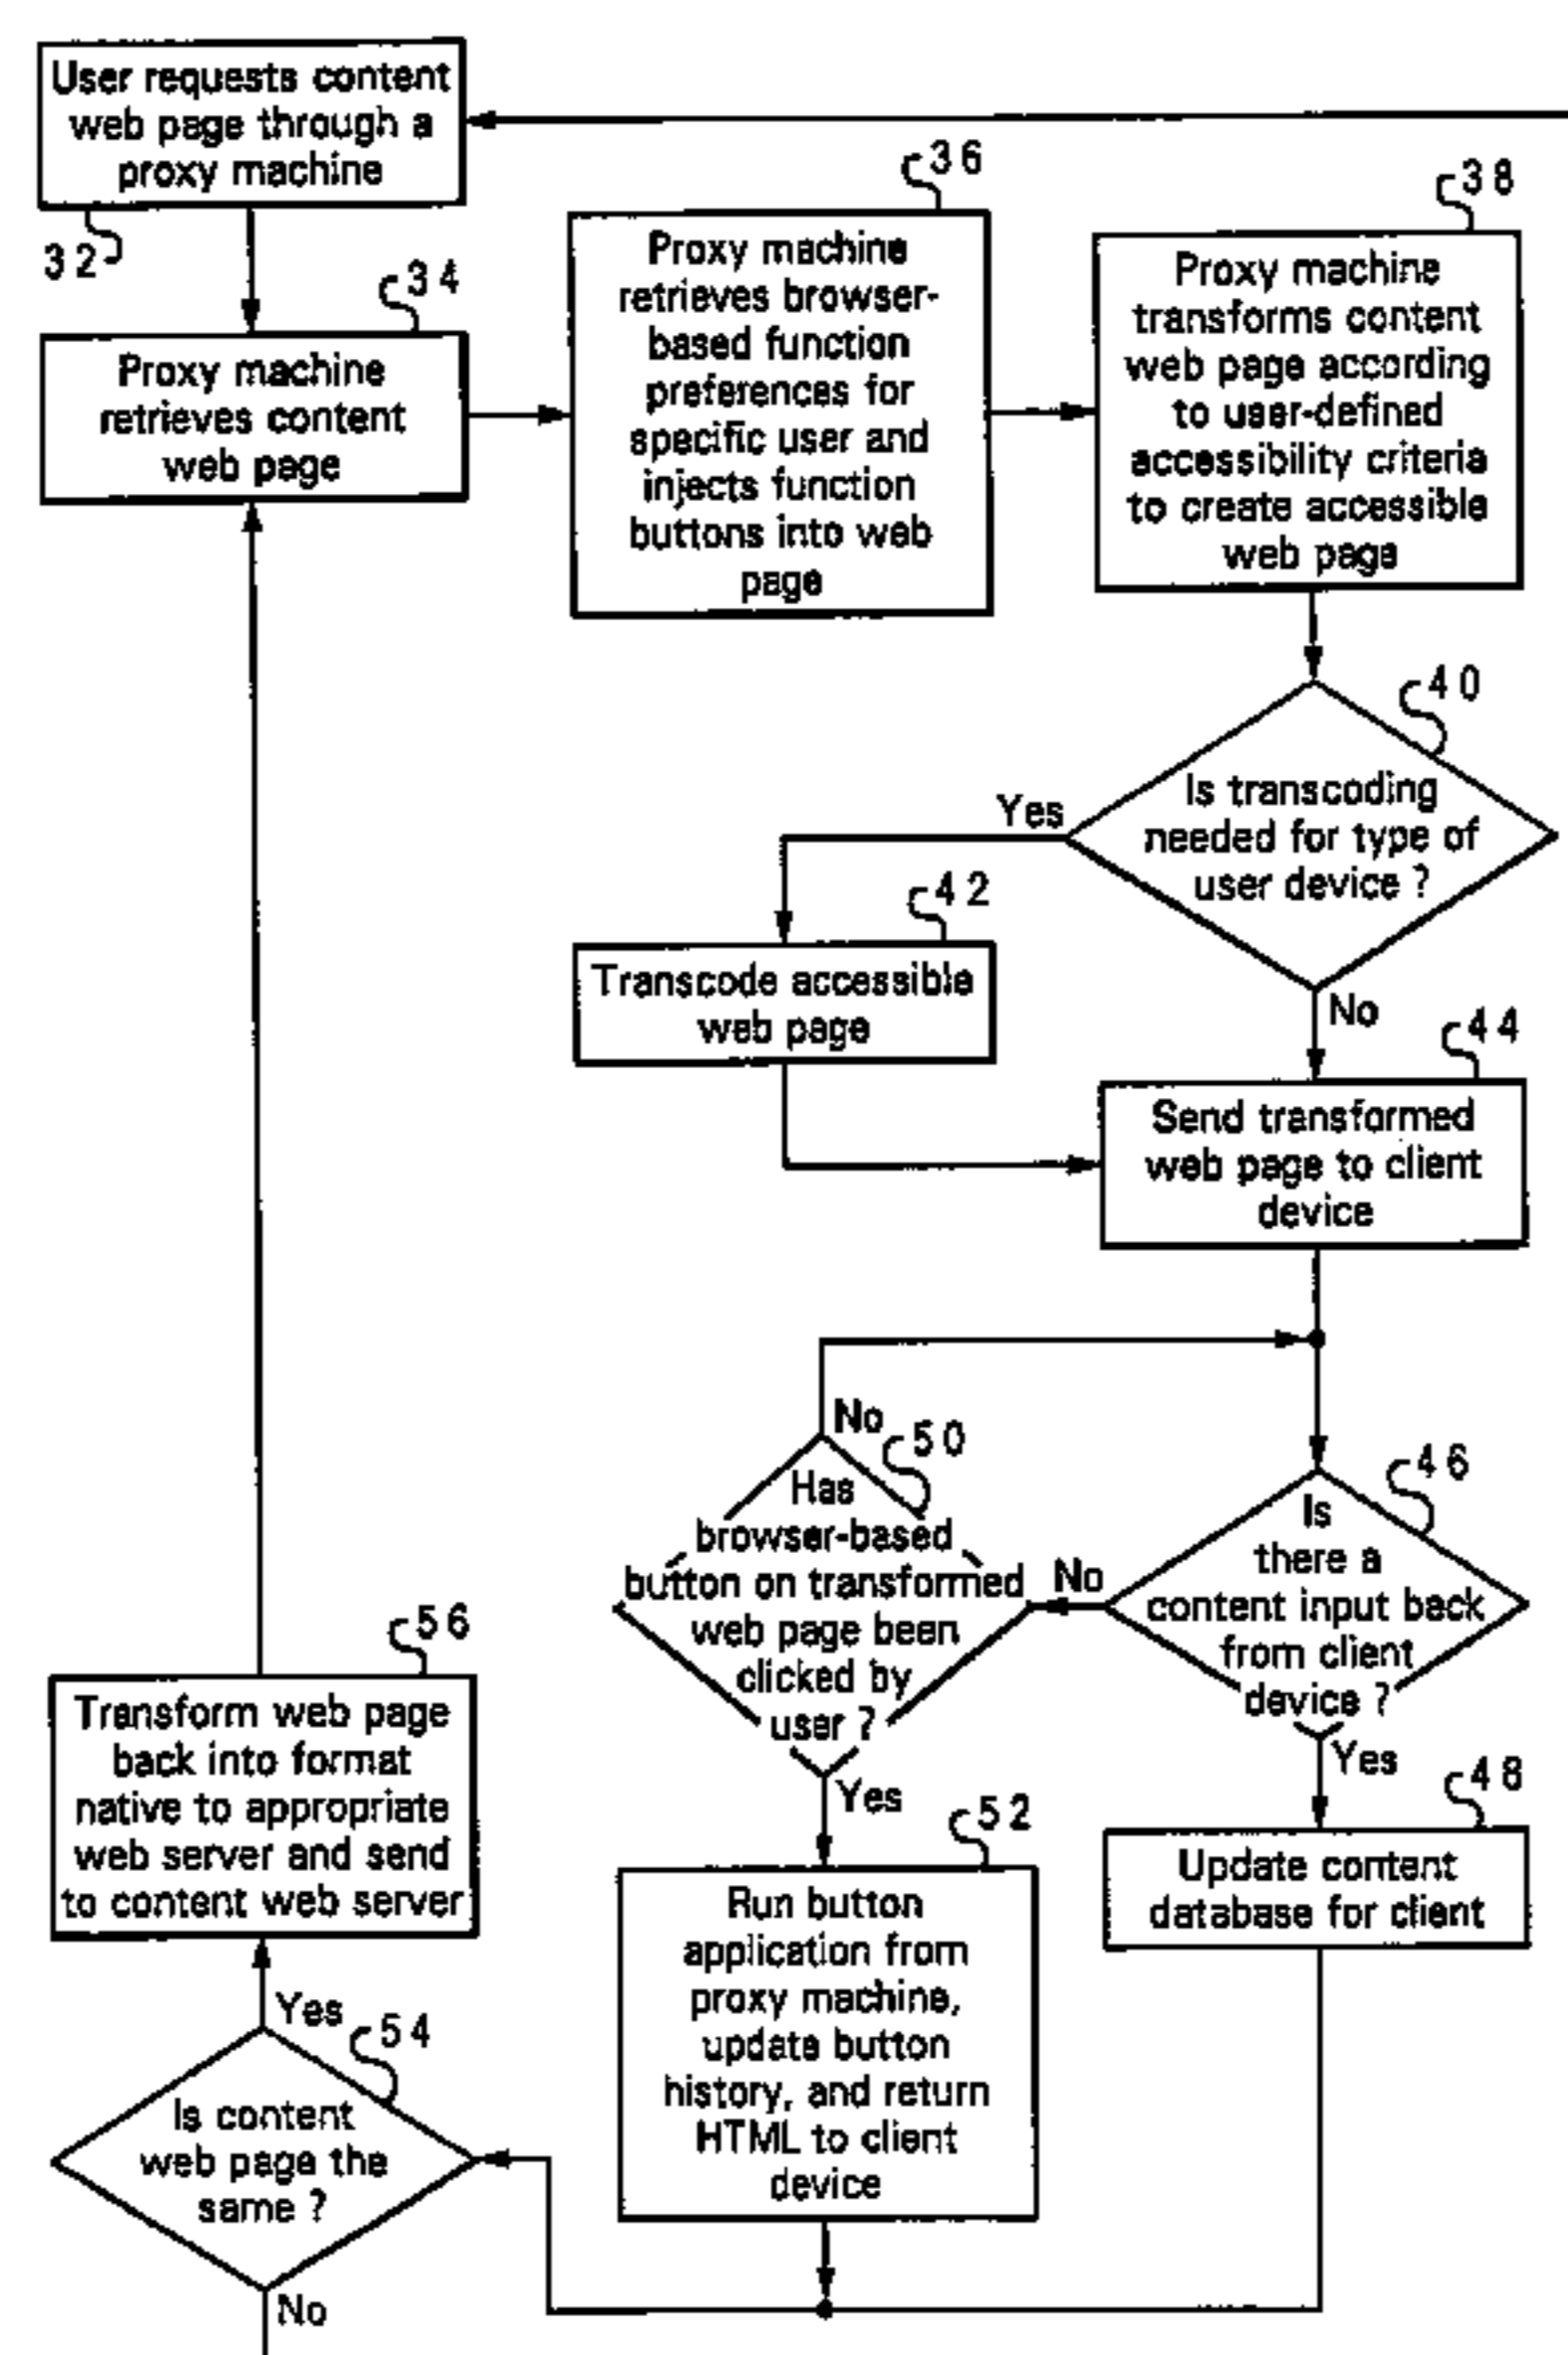 User requests content
web page through a
proxy machine
32
34
Proxy machine
retrieves content
web page
36
Proxy machine
retrieves browser-
based function
preferences for
specific user and
injects function
buttons into web
page
38
Proxy machine
transforms content
web page according
to user-defined
accessibility criteria
to create accessible
web page
40
Is transcoding
needed for type of
user device ?
Yes
No
42
Transcode accessible
web page
44
Send transformed
web page to client
device
46
Is
there a
content input back
from client
device ?
No
Yes
48
Update content
database for client
50
No
Has
browser-based
button on transformed
web page been
clicked by
user ?
Yes
52
Run button
application from
proxy machine,
update button
history, and return
HTML to client
device
54
Is content
web page the
same ?
Yes
No
56
Transform web page
back into format
native to appropriate
web server and send
to content web server